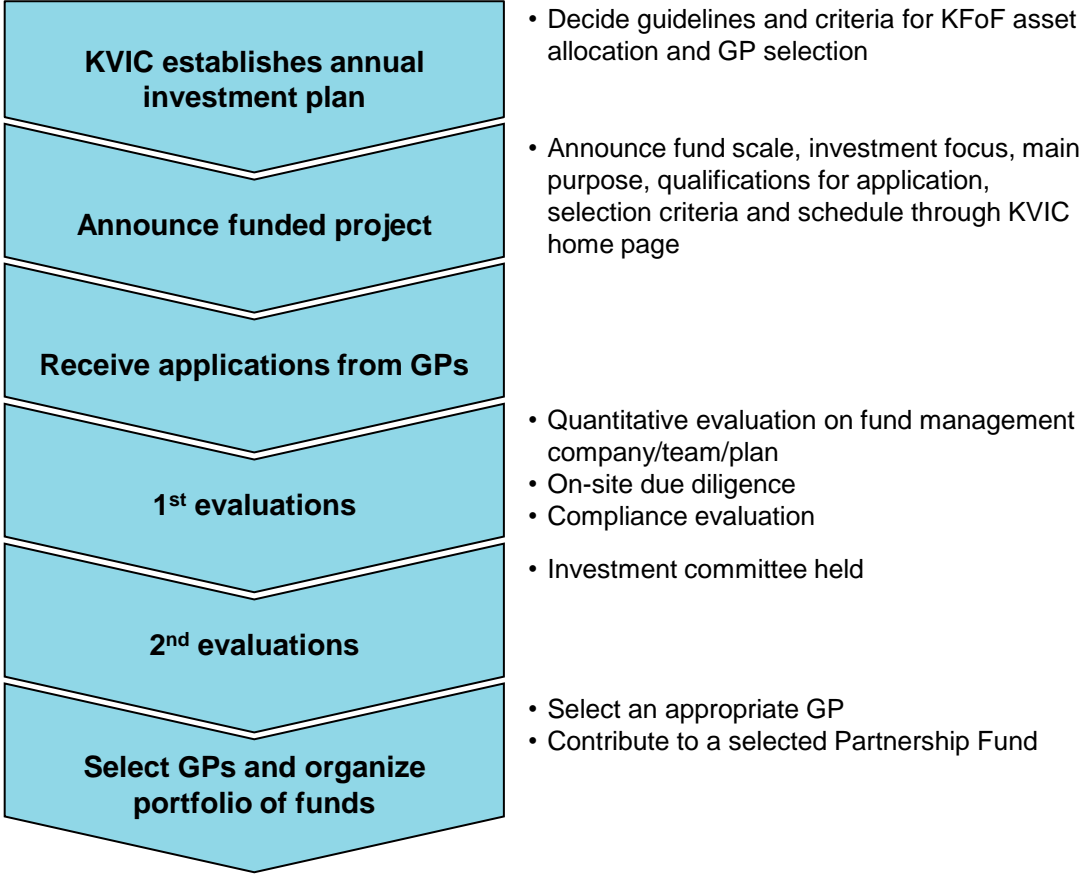 KVIC establishes annual
investment plan
• Decide guidelines and criteria for KFoF asset
allocation and GP selection
Announce funded project
• Announce fund scale, investment focus, main
purpose, qualifications for application,
selection criteria and schedule through KVIC
home page
Receive applications from GPs
1st evaluations
• Quantitative evaluation on fund management
company/team/plan
• On-site due diligence
• Compliance evaluation
2nd evaluations
• Investment committee held
Select GPs and organize
portfolio of funds
• Select an appropriate GP
• Contribute to a selected Partnership Fund